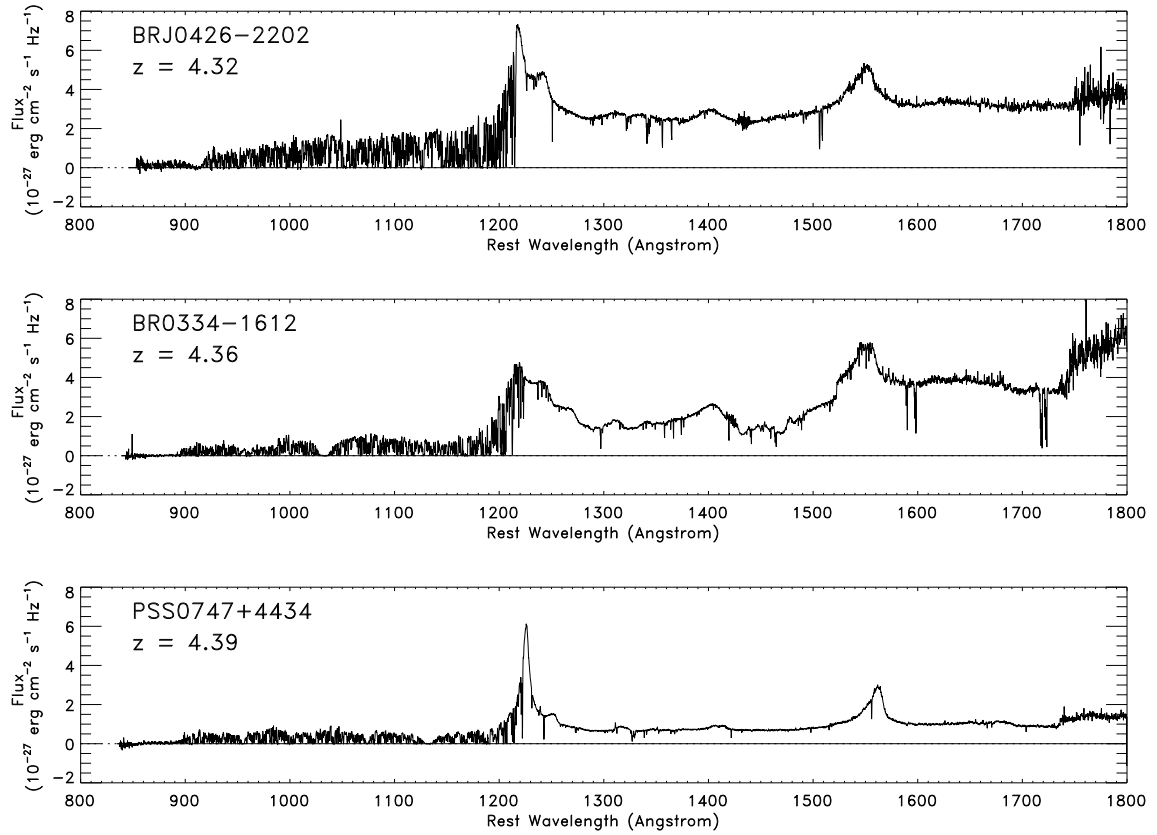 BRJ0426−2202
z = 4.32
Flux
(10⁻²⁷ erg cm⁻² s⁻¹ Hz⁻¹)
8
6
4
2
0
−2
800 900 1000 1100 1200 1300 1400 1500 1600 1700 1800
Rest Wavelength (Angstrom)
BR0334−1612
z = 4.36
Flux
(10⁻²⁷ erg cm⁻² s⁻¹ Hz⁻¹)
8
6
4
2
0
−2
800 900 1000 1100 1200 1300 1400 1500 1600 1700 1800
Rest Wavelength (Angstrom)
PSS0747+4434
z = 4.39
Flux
(10⁻²⁷ erg cm⁻² s⁻¹ Hz⁻¹)
8
6
4
2
0
−2
800 900 1000 1100 1200 1300 1400 1500 1600 1700 1800
Rest Wavelength (Angstrom)